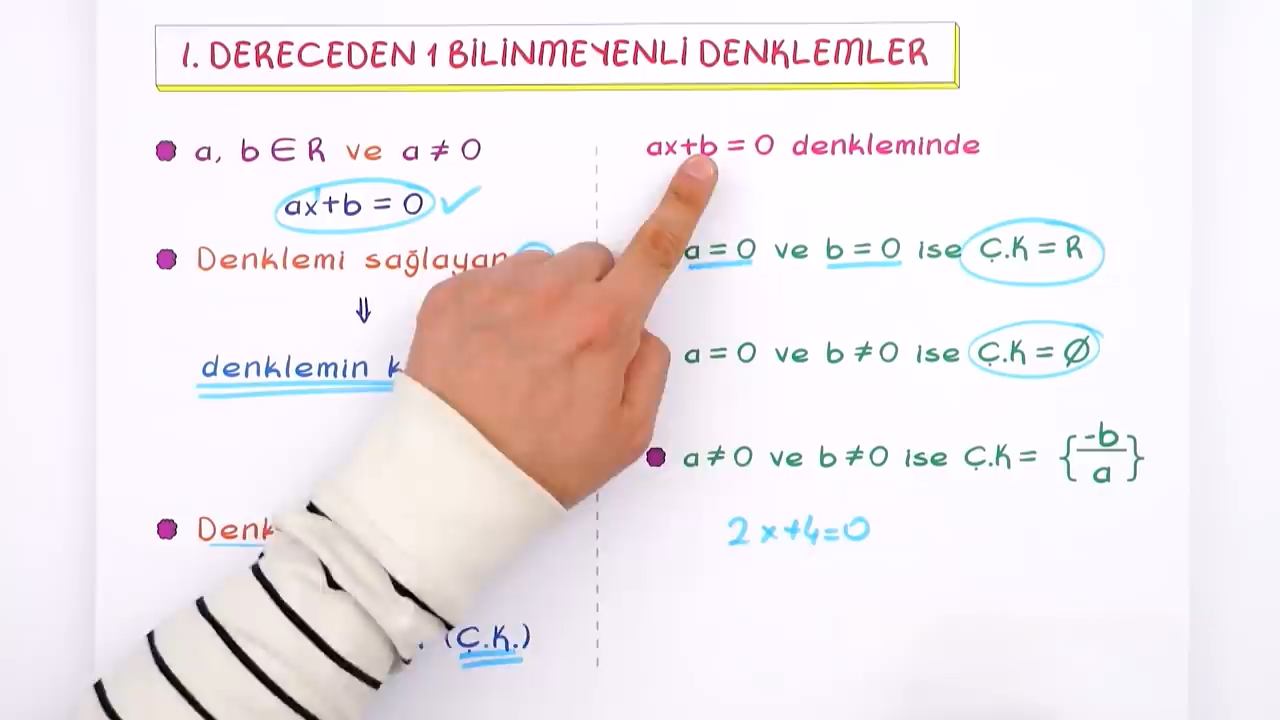 1. DERECEDEN 1 BİLİNMEYENLİ DENKLEMLER
a, b ∈ R ve a ≠ 0
ax+b = 0 ✓
Denklemi sağlayan
⇓
denklemin
(Ç.K.)
ax+b = 0 denkleminde
a = 0 ve b = 0 ise Ç.K = R
a = 0 ve b ≠ 0 ise Ç.K = Ø
a ≠ 0 ve b ≠ 0 ise Ç.K = {-b/a}
2x+4=0